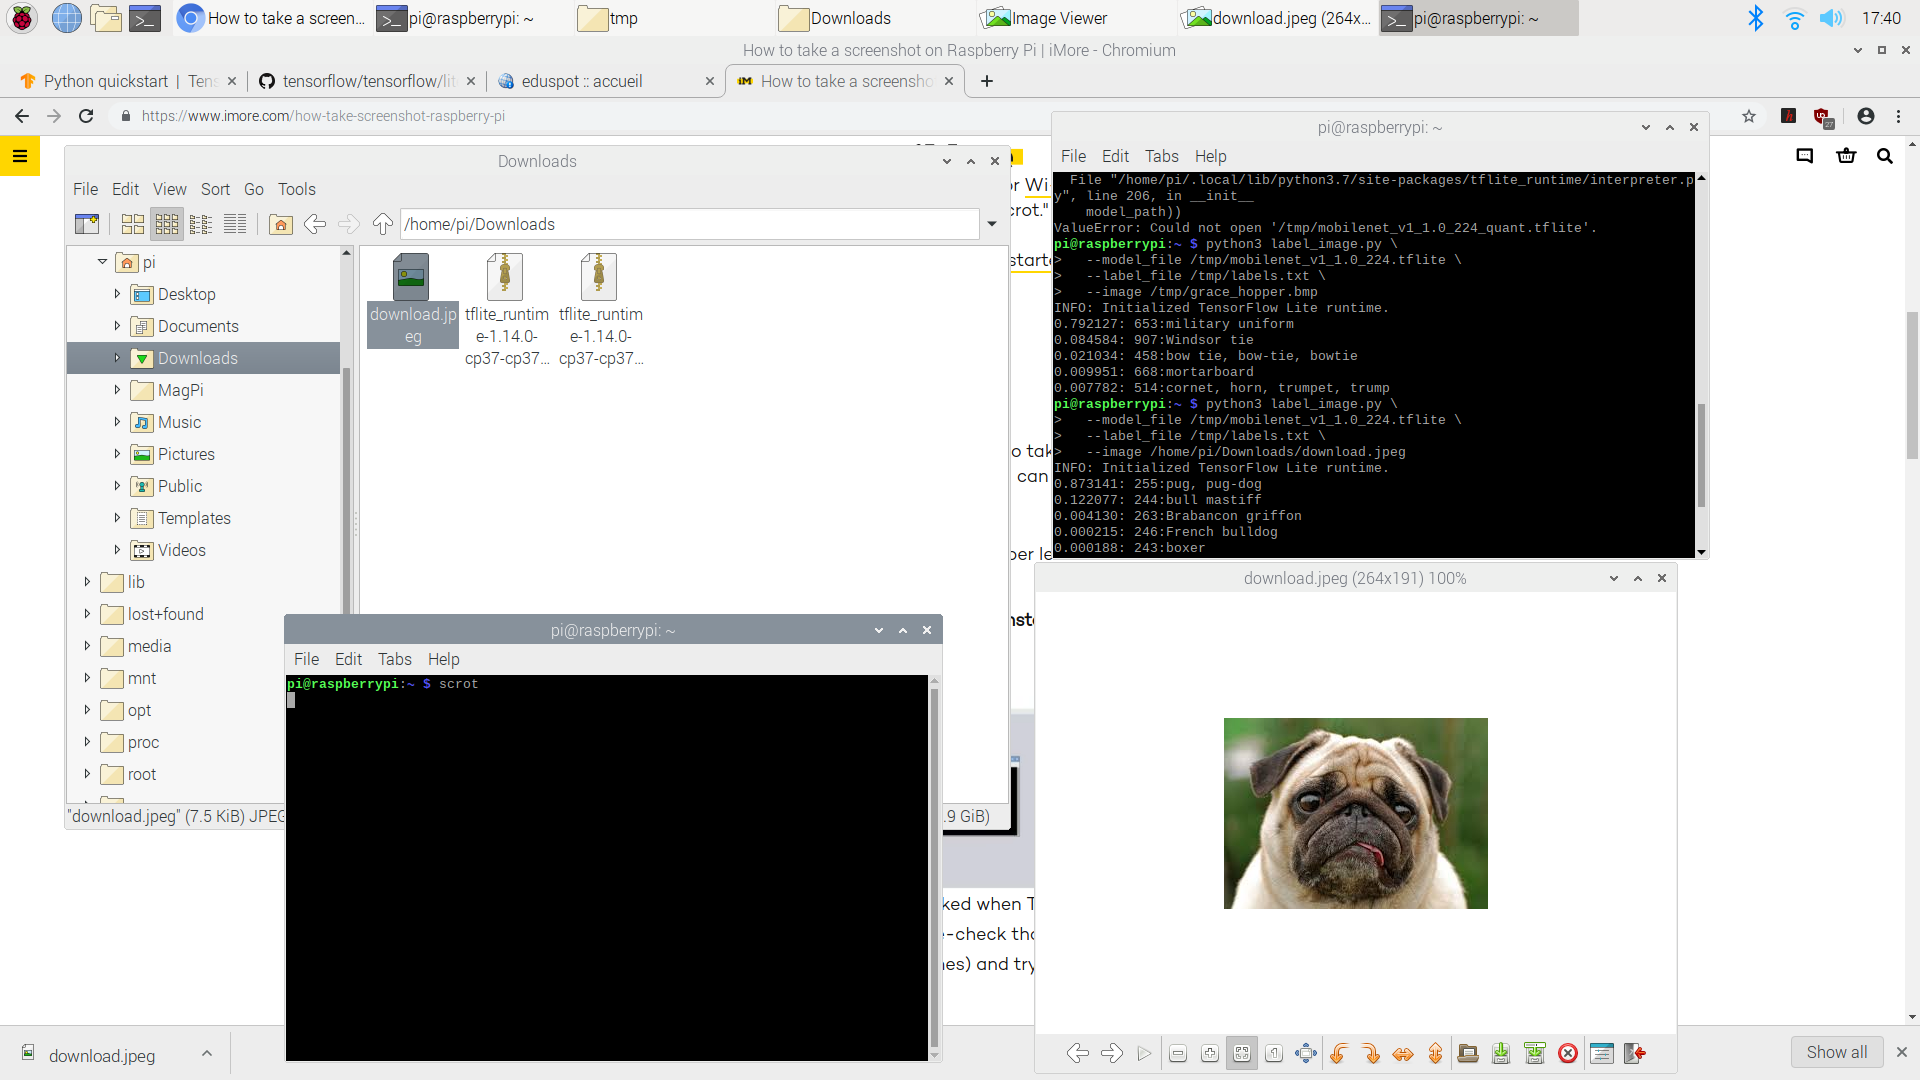 How to take a screen...
pi@raspberrypi: ~
tmp
Downloads
Image Viewer
download.jpeg (264x...
pi@raspberrypi: ~
17:40
How to take a screenshot on Raspberry Pi | iMore - Chromium
Python quickstart | Tens
tensorflow/tensorflow/lit
eduspot :: accueil
iM How to take a screensho
https://www.imore.com/how-take-screenshot-raspberry-pi
27
Downloads
File Edit View Sort Go Tools
/home/pi/Downloads
pi
Desktop
Documents
Downloads
MagPi
Music
Pictures
Public
Templates
Videos
lib
lost+found
media
mnt
opt
proc
root
download.jp
eg
tflite_runtim
e-1.14.0-
cp37-cp37...
tflite_runtim
e-1.14.0-
cp37-cp37...
"download.jpeg" (7.5 KiB) JPEG
.9 GiB)
or Wi
crot."
starte
o tak
can
per le
nsta
ked when T
e-check tha
nes) and try
pi@raspberrypi: ~
File Edit Tabs Help
  File "/home/pi/.local/lib/python3.7/site-packages/tflite_runtime/interpreter.p
y", line 206, in __init__
    model_path))
ValueError: Could not open '/tmp/mobilenet_v1_1.0_224_quant.tflite'.
pi@raspberrypi:~ $ python3 label_image.py \
>   --model_file /tmp/mobilenet_v1_1.0_224.tflite \
>   --label_file /tmp/labels.txt \
>   --image /tmp/grace_hopper.bmp
INFO: Initialized TensorFlow Lite runtime.
0.792127: 653:military uniform
0.084584: 907:Windsor tie
0.021034: 458:bow tie, bow-tie, bowtie
0.009951: 668:mortarboard
0.007782: 514:cornet, horn, trumpet, trump
pi@raspberrypi:~ $ python3 label_image.py \
>   --model_file /tmp/mobilenet_v1_1.0_224.tflite \
>   --label_file /tmp/labels.txt \
>   --image /home/pi/Downloads/download.jpeg
INFO: Initialized TensorFlow Lite runtime.
0.873141: 255:pug, pug-dog
0.122077: 244:bull mastiff
0.004130: 263:Brabancon griffon
0.000215: 246:French bulldog
0.000188: 243:boxer
pi@raspberrypi: ~
File Edit Tabs Help
pi@raspberrypi:~ $ scrot
download.jpeg (264x191) 100%
download.jpeg
Show all